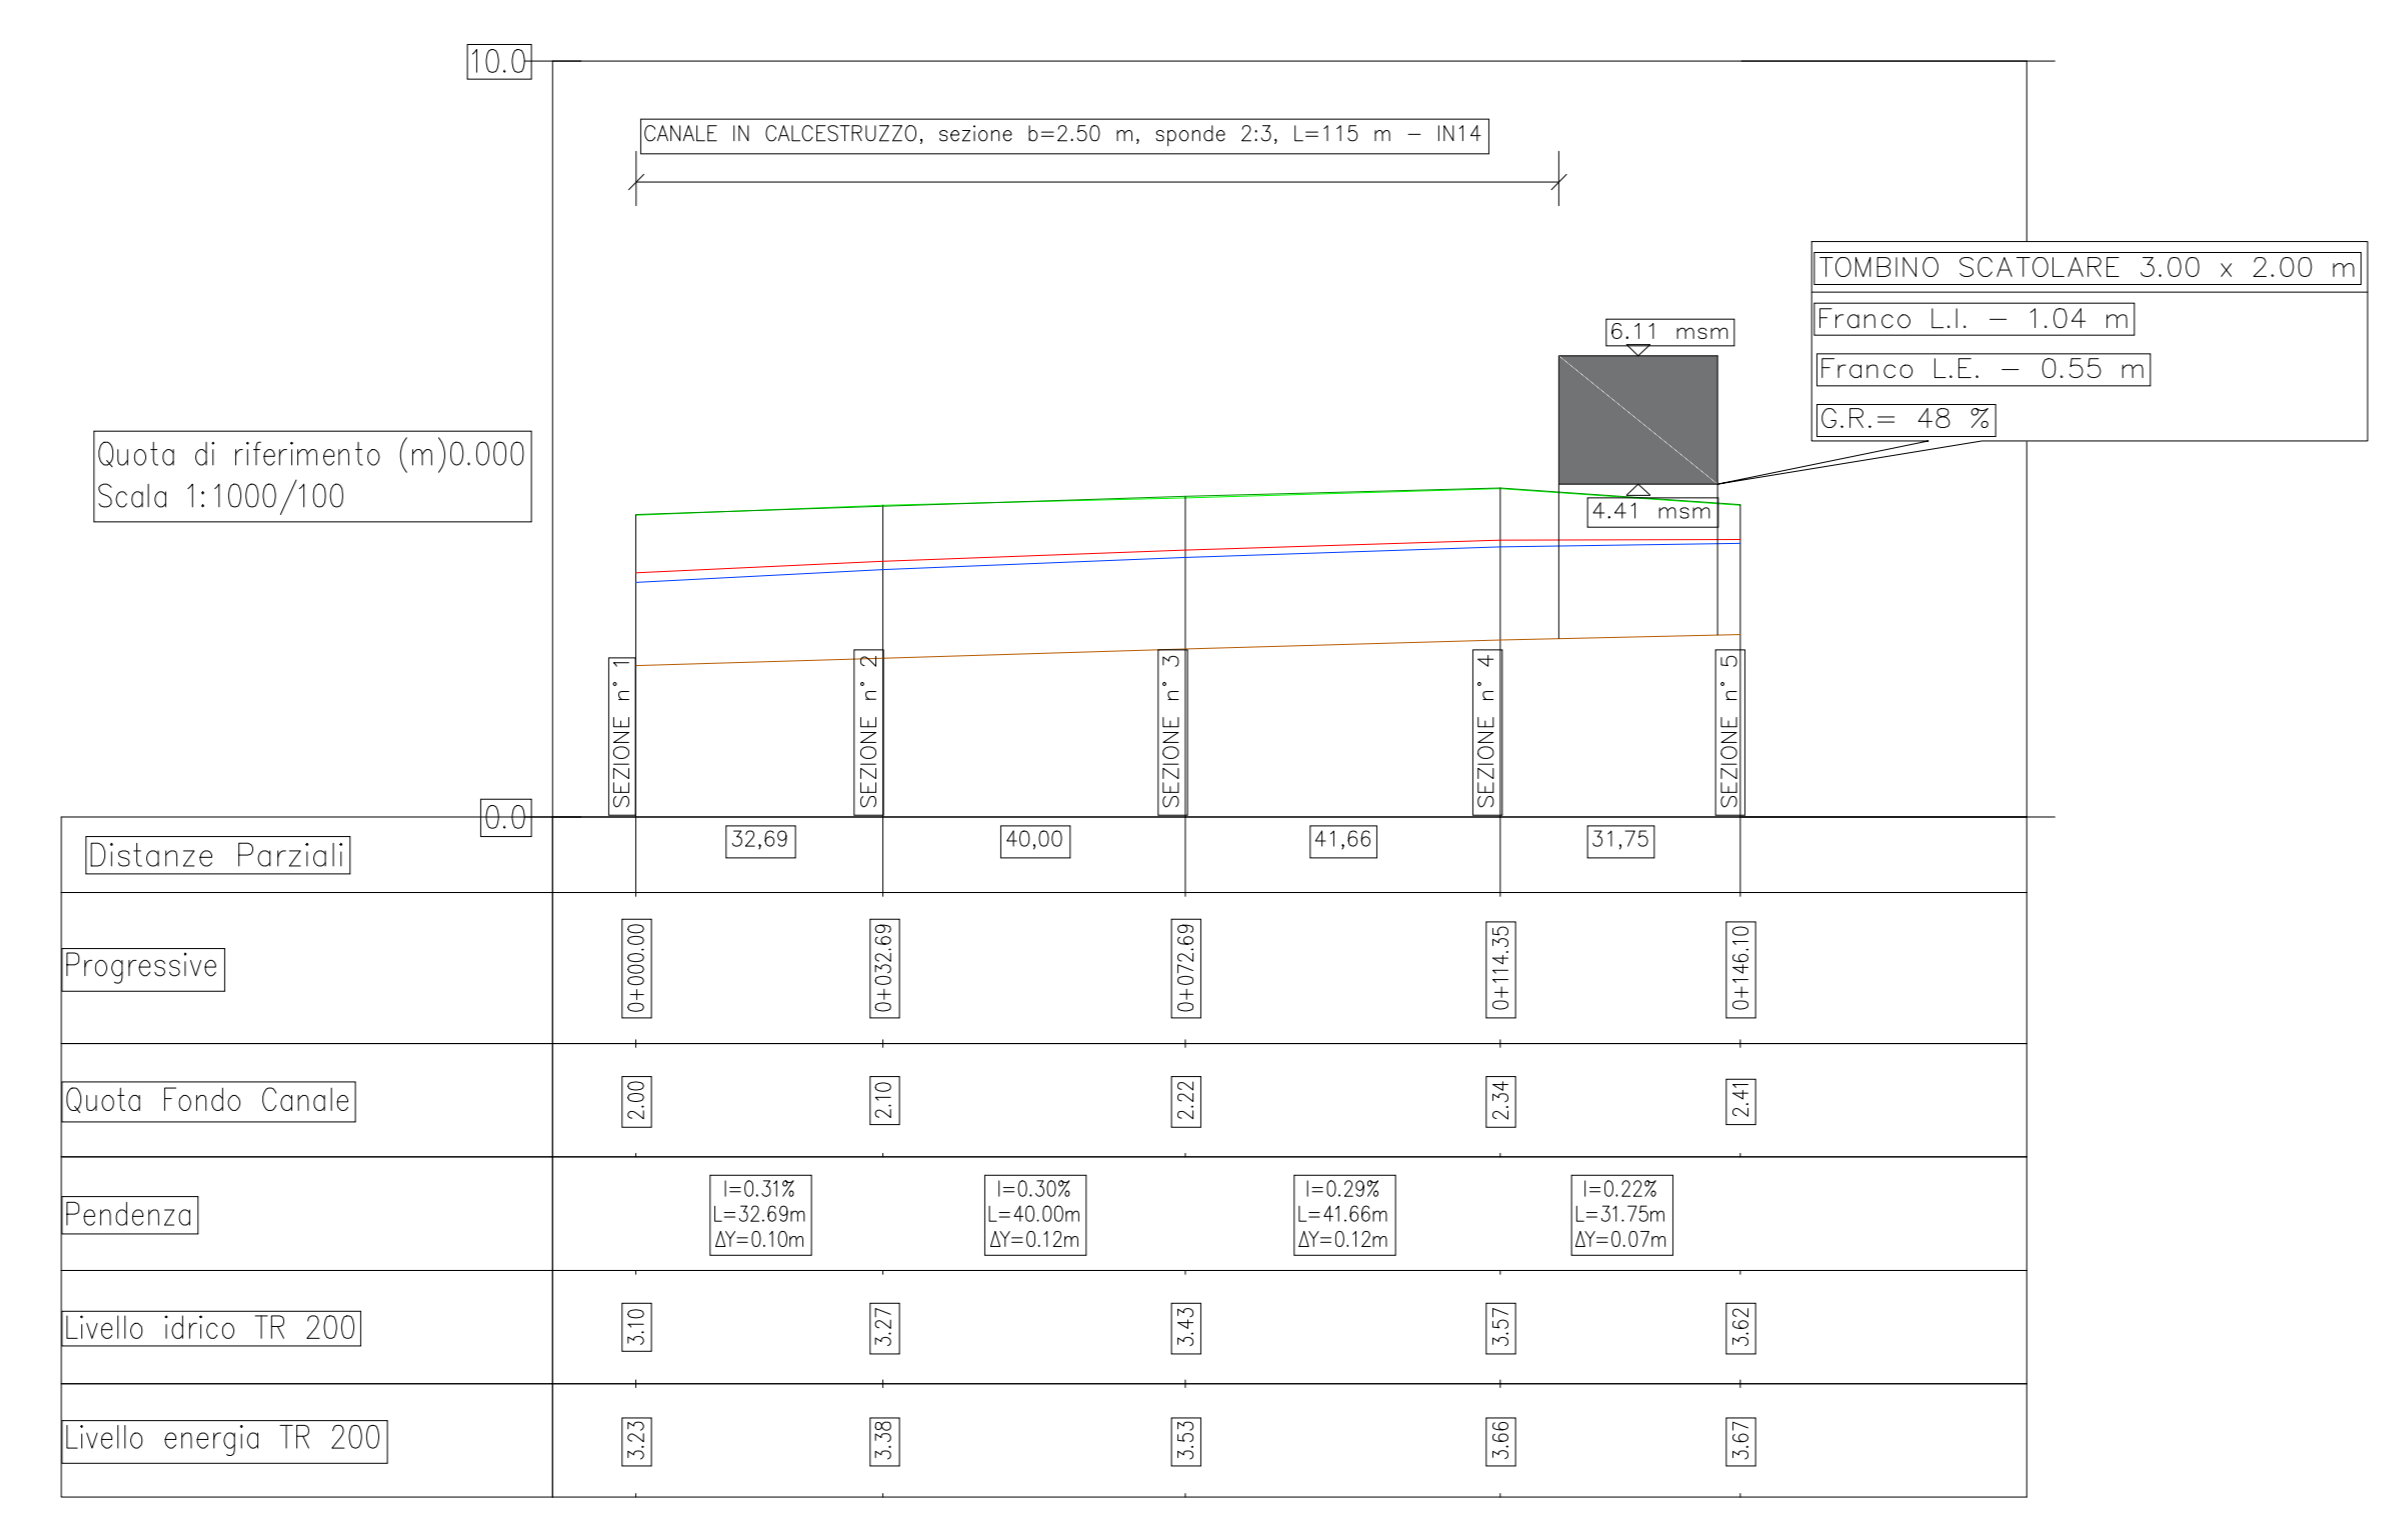 10.0
CANALE IN CALCESTRUZZO, sezione b=2.50 m, sponde 2:3, L=115 m - IN14
TOMBINO SCATOLARE 3.00 x 2.00 m
Franco L.I. - 1.04 m
Franco L.E. - 0.55 m
G.R.= 48 %
6.11 msm
4.41 msm
Quota di riferimento (m)0.000
Scala 1:1000/100
SEZIONE n° 1
SEZIONE n° 2
SEZIONE n° 3
SEZIONE n° 4
SEZIONE n° 5
0.0
Distanze Parziali
32,69
40,00
41,66
31,75
Progressive
0+000.00
0+032.69
0+072.69
0+114.35
0+146.10
Quota Fondo Canale
2.00
2.10
2.22
2.34
2.41
Pendenza
I=0.31%
L=32.69m
ΔY=0.10m
I=0.30%
L=40.00m
ΔY=0.12m
I=0.29%
L=41.66m
ΔY=0.12m
I=0.22%
L=31.75m
ΔY=0.07m
Livello idrico TR 200
3.10
3.27
3.43
3.57
3.62
Livello energia TR 200
3.23
3.38
3.53
3.66
3.67